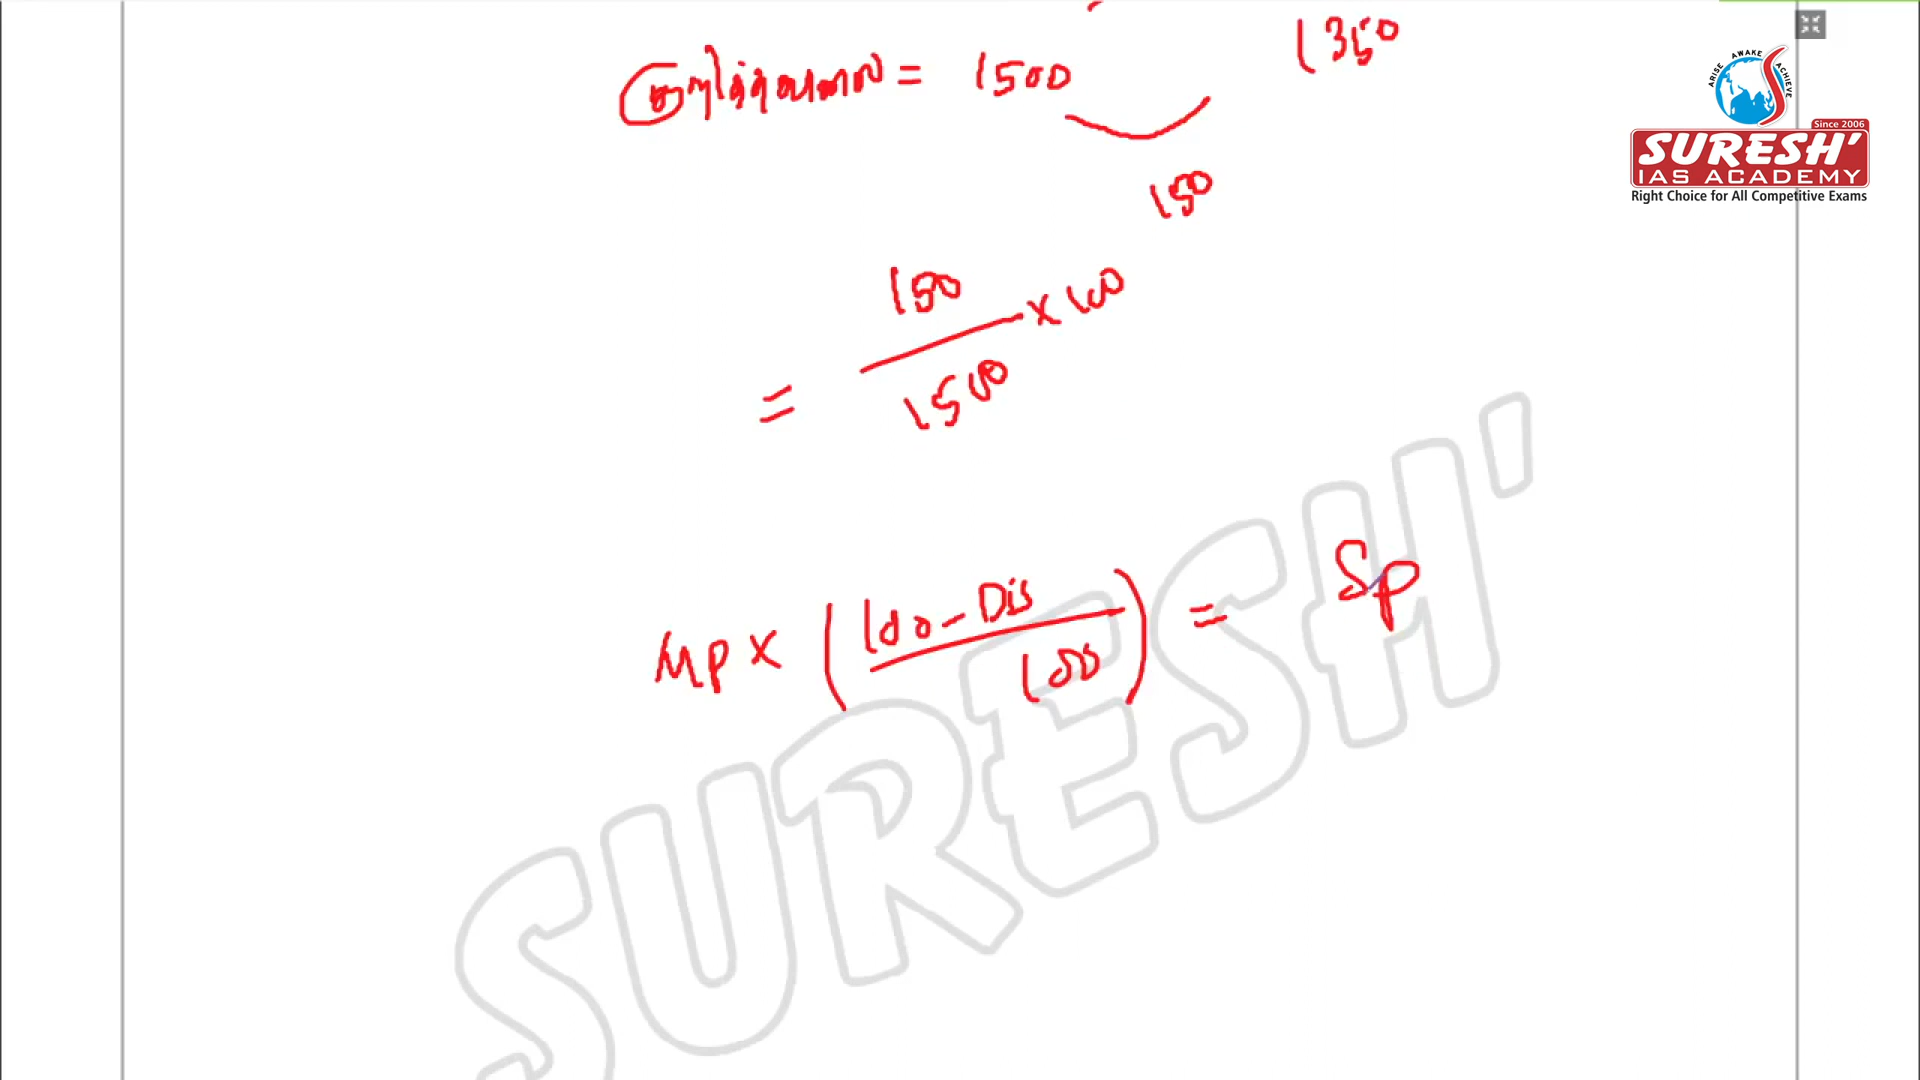 1350
= 1500
150
= 150/1500 × 100
MP × (100 - Dis / 100) = SP
ARISE AWAKE ACHIEVE
Since 2006
SURESH'
IAS ACADEMY
Right Choice for All Competitive Exams
SURESH'